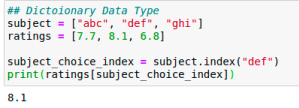 ## Dictoionary Data Type
subject = ["abc", "def", "ghi"]
ratings = [7.7, 8.1, 6.8]
subject_choice_index = subject.index("def")
print(ratings[subject_choice_index])
8.1